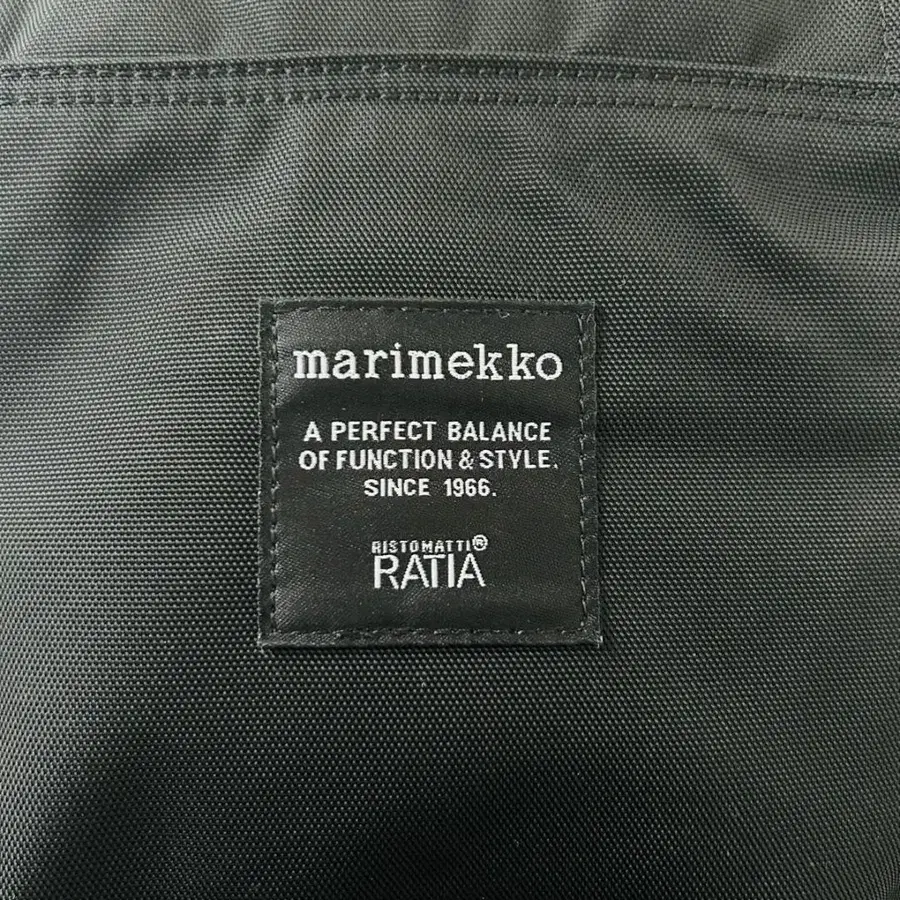 marimekko
A PERFECT BALANCE
OF FUNCTION & STYLE.
SINCE 1966.
RISTOMATTI®
RATIA